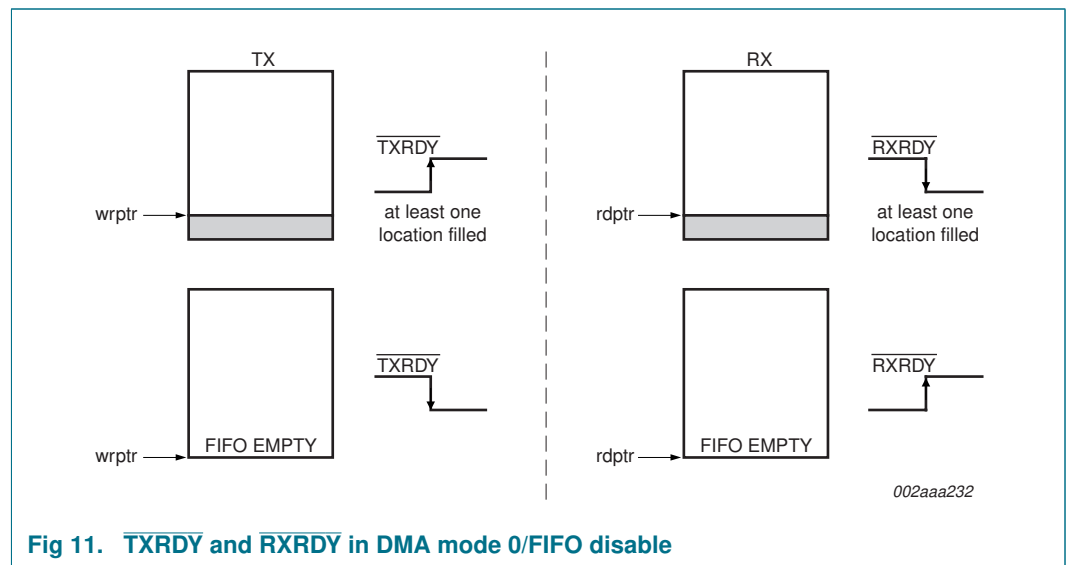 TX
TXRDY
wrptr
at least one
location filled
TXRDY
wrptr
FIFO EMPTY
RX
RXRDY
rdptr
at least one
location filled
RXRDY
rdptr
FIFO EMPTY
002aaa232
Fig 11. TXRDY and RXRDY in DMA mode 0/FIFO disable